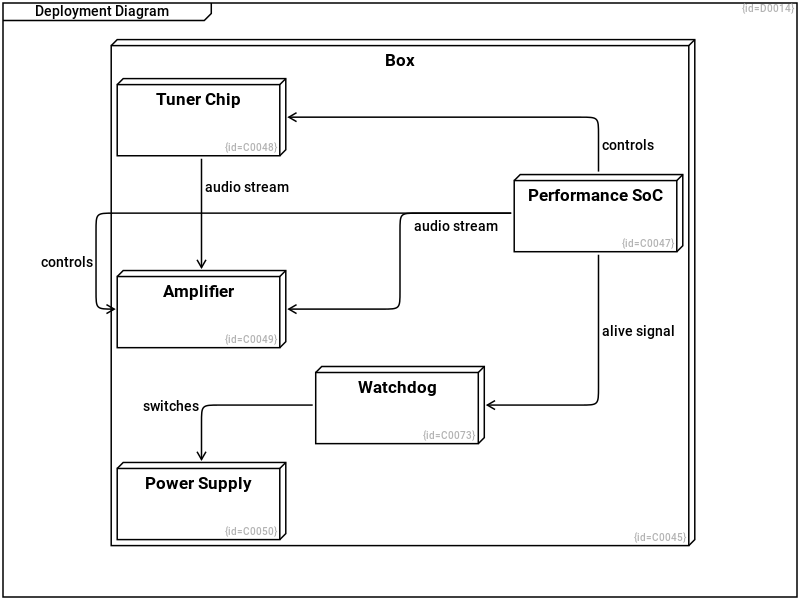 Deployment Diagram
{id=D0014}
Box
Tuner Chip
{id=C0048}
controls
audio stream
Performance SoC
{id=C0047}
audio stream
controls
Amplifier
{id=C0049}
alive signal
Watchdog
{id=C0073}
switches
Power Supply
{id=C0050}
{id=C0045}